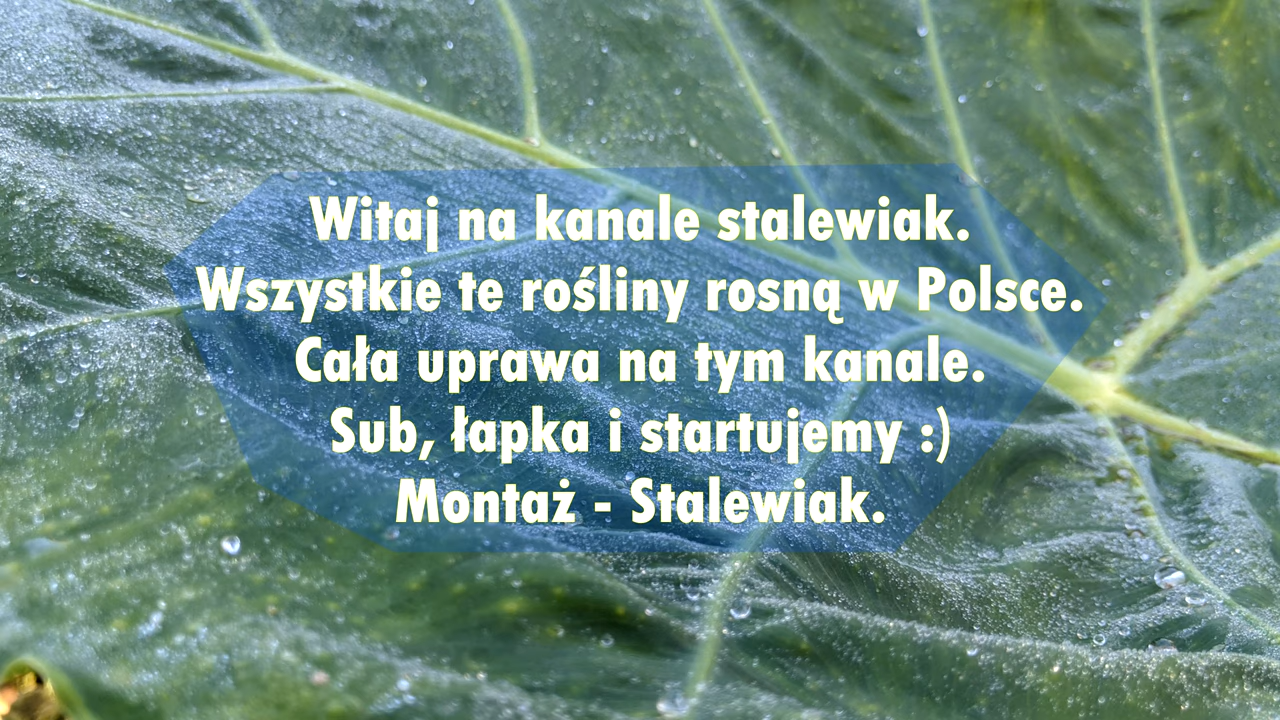 Witaj na kanale stalewiak.
Wszystkie te rośliny rosną w Polsce.
Cała uprawa na tym kanale.
Sub, łapka i startujemy :)
Montaż - Stalewiak.